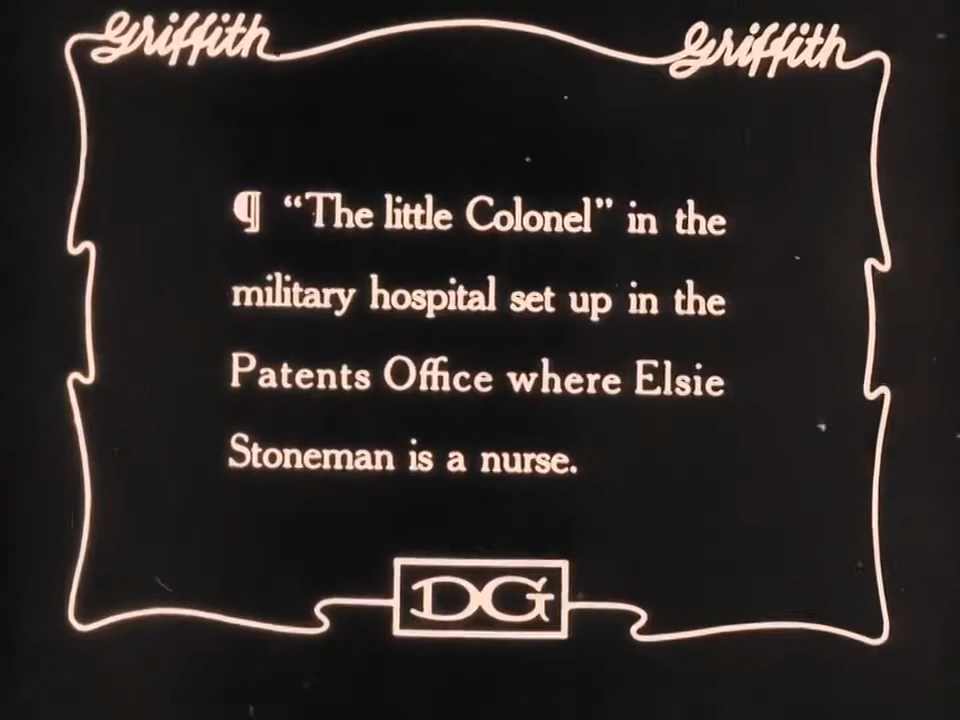 Griffith Griffith
¶ “The little Colonel” in the
military hospital set up in the
Patents Office where Elsie
Stoneman is a nurse.
DG